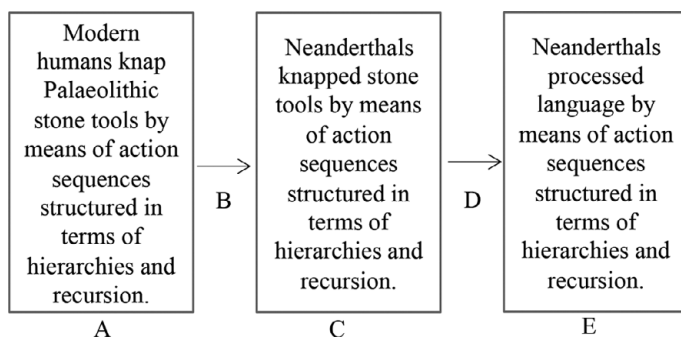 Modern
humans knap
Palaeolithic
stone tools by
means of action
sequences
structured in
terms of
hierarchies and
recursion.
A
B
Neanderthals
knapped stone
tools by means
of action
sequences
structured in
terms of
hierarchies and
recursion.
C
D
Neanderthals
processed
language by
means of action
sequences
structured in
terms of
hierarchies and
recursion.
E